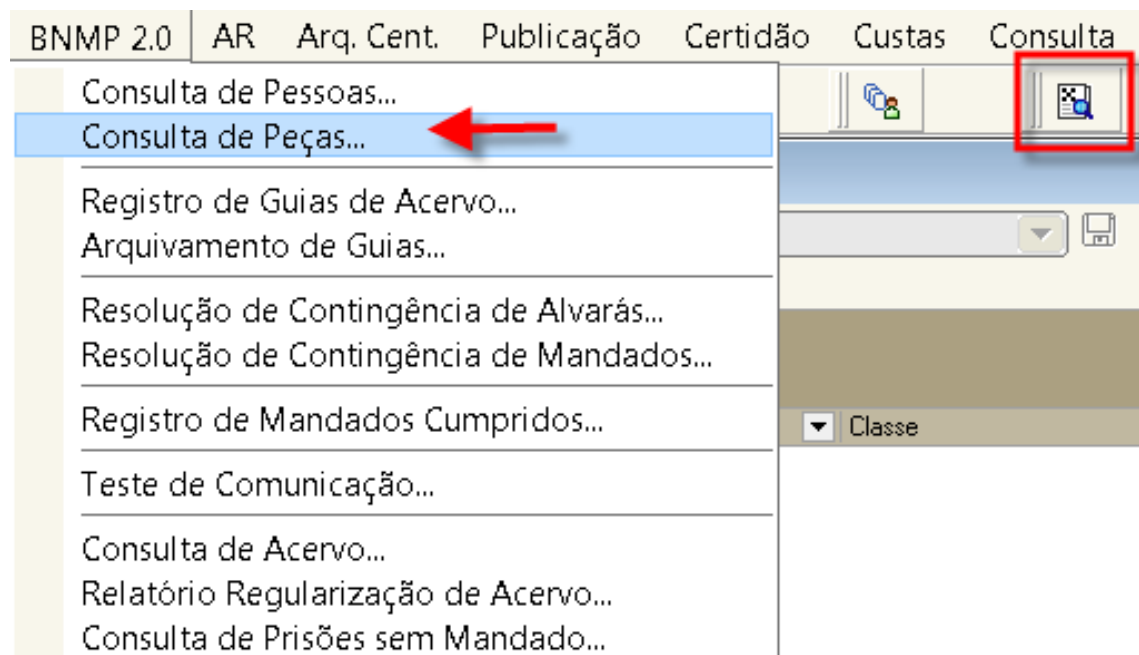 BNMP 2.0 AR Arq. Cent. Publicação Certidão Custas Consulta
Consulta de Pessoas...
Consulta de Peças...
Registro de Guias de Acervo...
Arquivamento de Guias...
Resolução de Contingência de Alvarás...
Resolução de Contingência de Mandados...
Registro de Mandados Cumpridos...
Classe
Teste de Comunicação...
Consulta de Acervo...
Relatório Regularização de Acervo...
Consulta de Prisões sem Mandado...